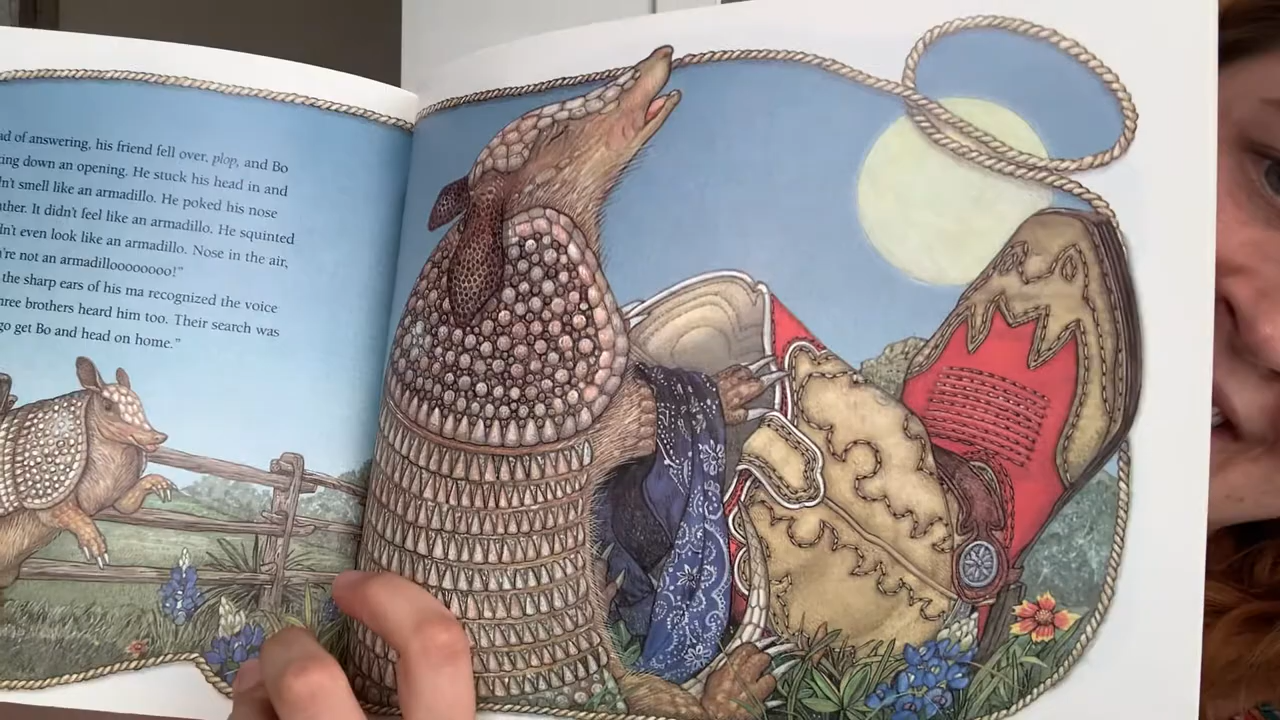 ad of answering, his friend fell over, plop, and Bo
ing down an opening. He stuck his head in and
n't smell like an armadillo. He poked his nose
ther. It didn't feel like an armadillo. He squinted
n't even look like an armadillo. Nose in the air,
're not an armadilloooooooo!"
the sharp ears of his ma recognized the voice
hree brothers heard him too. Their search was
go get Bo and head on home."